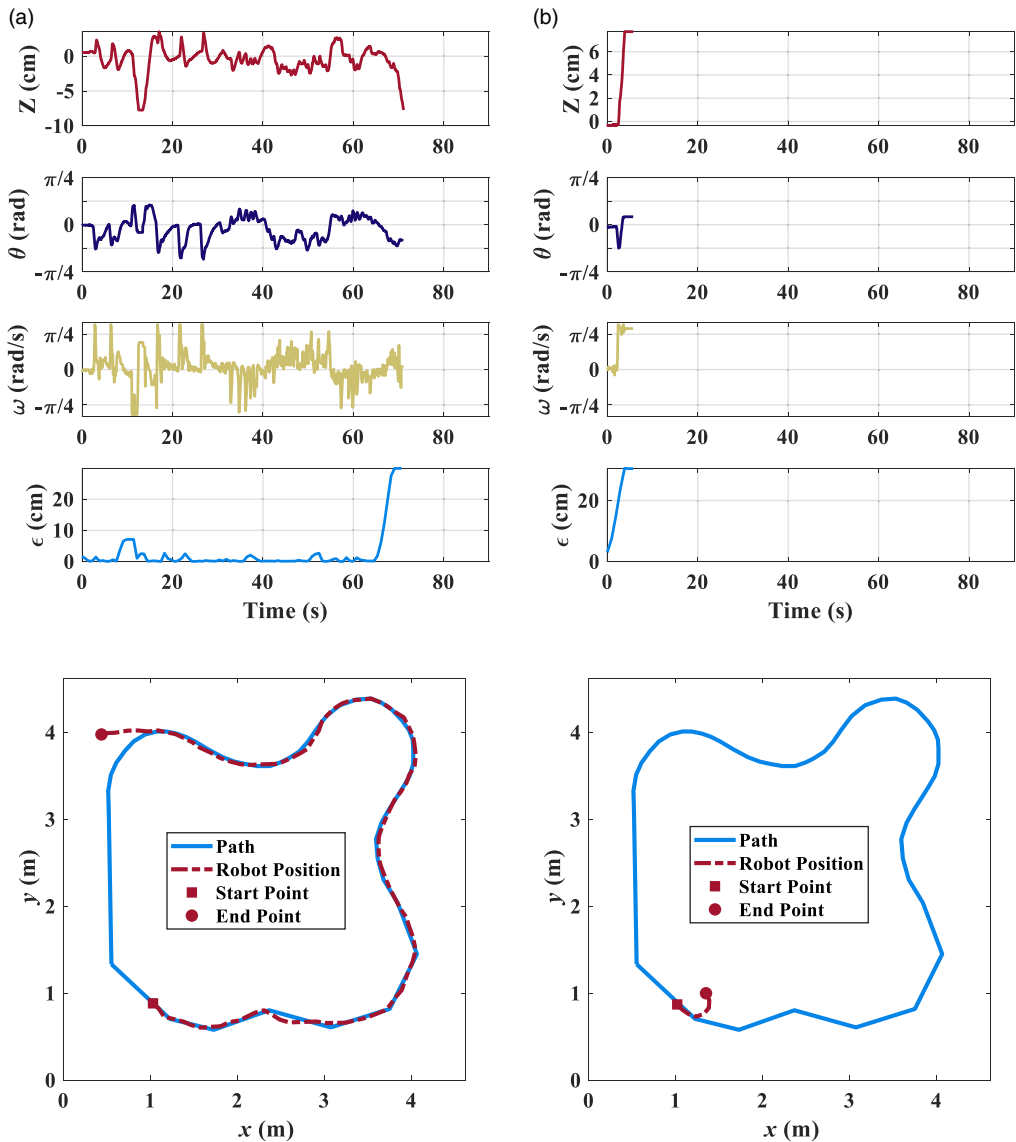 (a)
Z (cm)
0
-5
-10
0 20 40 60 80
θ (rad)
π/4
0
-π/4
0 20 40 60 80
ω (rad/s)
π/4
0
-π/4
0 20 40 60 80
ϵ (cm)
20
10
0
0 20 40 60 80
Time (s)
(b)
Z (cm)
6
4
2
0
0 20 40 60 80
θ (rad)
π/4
0
-π/4
0 20 40 60 80
ω (rad/s)
π/4
0
-π/4
0 20 40 60 80
ϵ (cm)
20
0
0 20 40 60 80
Time (s)
y (m)
4
3
2
1
0
Path
Robot Position
Start Point
End Point
0 1 2 3 4
x (m)
y (m)
4
3
2
1
0
Path
Robot Position
Start Point
End Point
0 1 2 3 4
x (m)